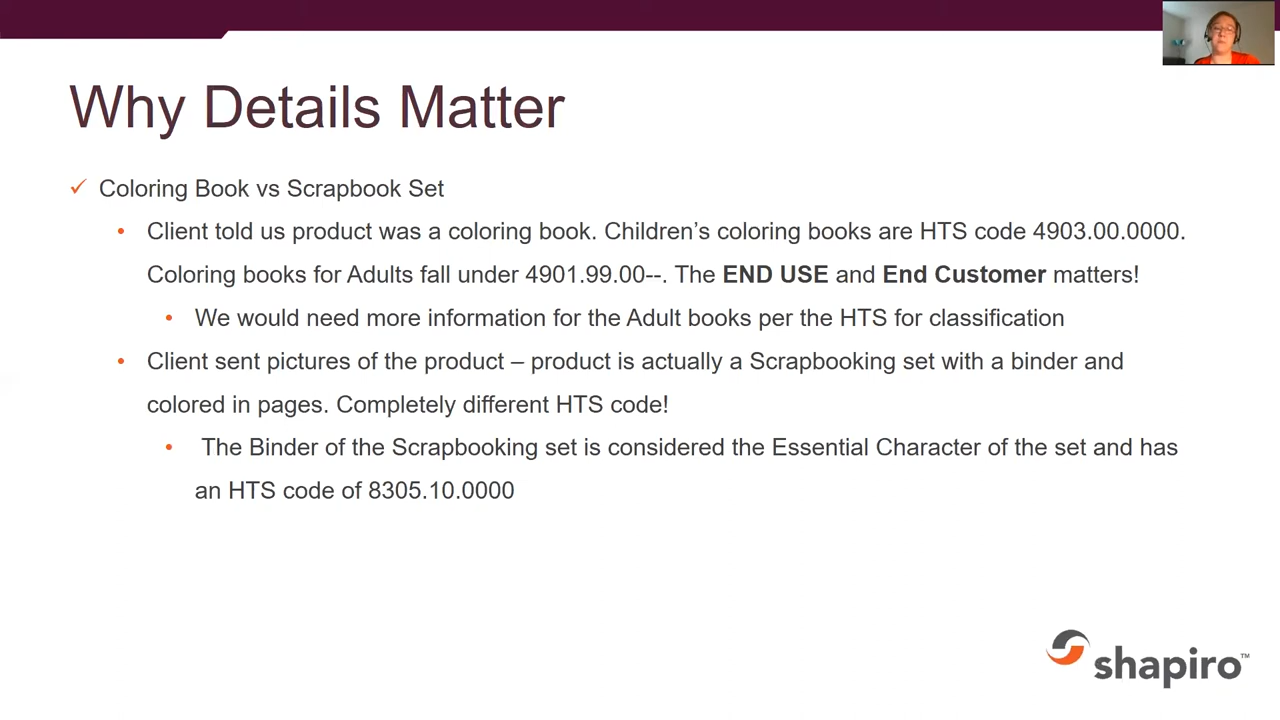 Why Details Matter
Coloring Book vs Scrapbook Set
Client told us product was a coloring book. Children's coloring books are HTS code 4903.00.0000.
Coloring books for Adults fall under 4901.99.00--. The END USE and End Customer matters!
We would need more information for the Adult books per the HTS for classification
Client sent pictures of the product – product is actually a Scrapbooking set with a binder and
colored in pages. Completely different HTS code!
The Binder of the Scrapbooking set is considered the Essential Character of the set and has
an HTS code of 8305.10.0000
shapiro™